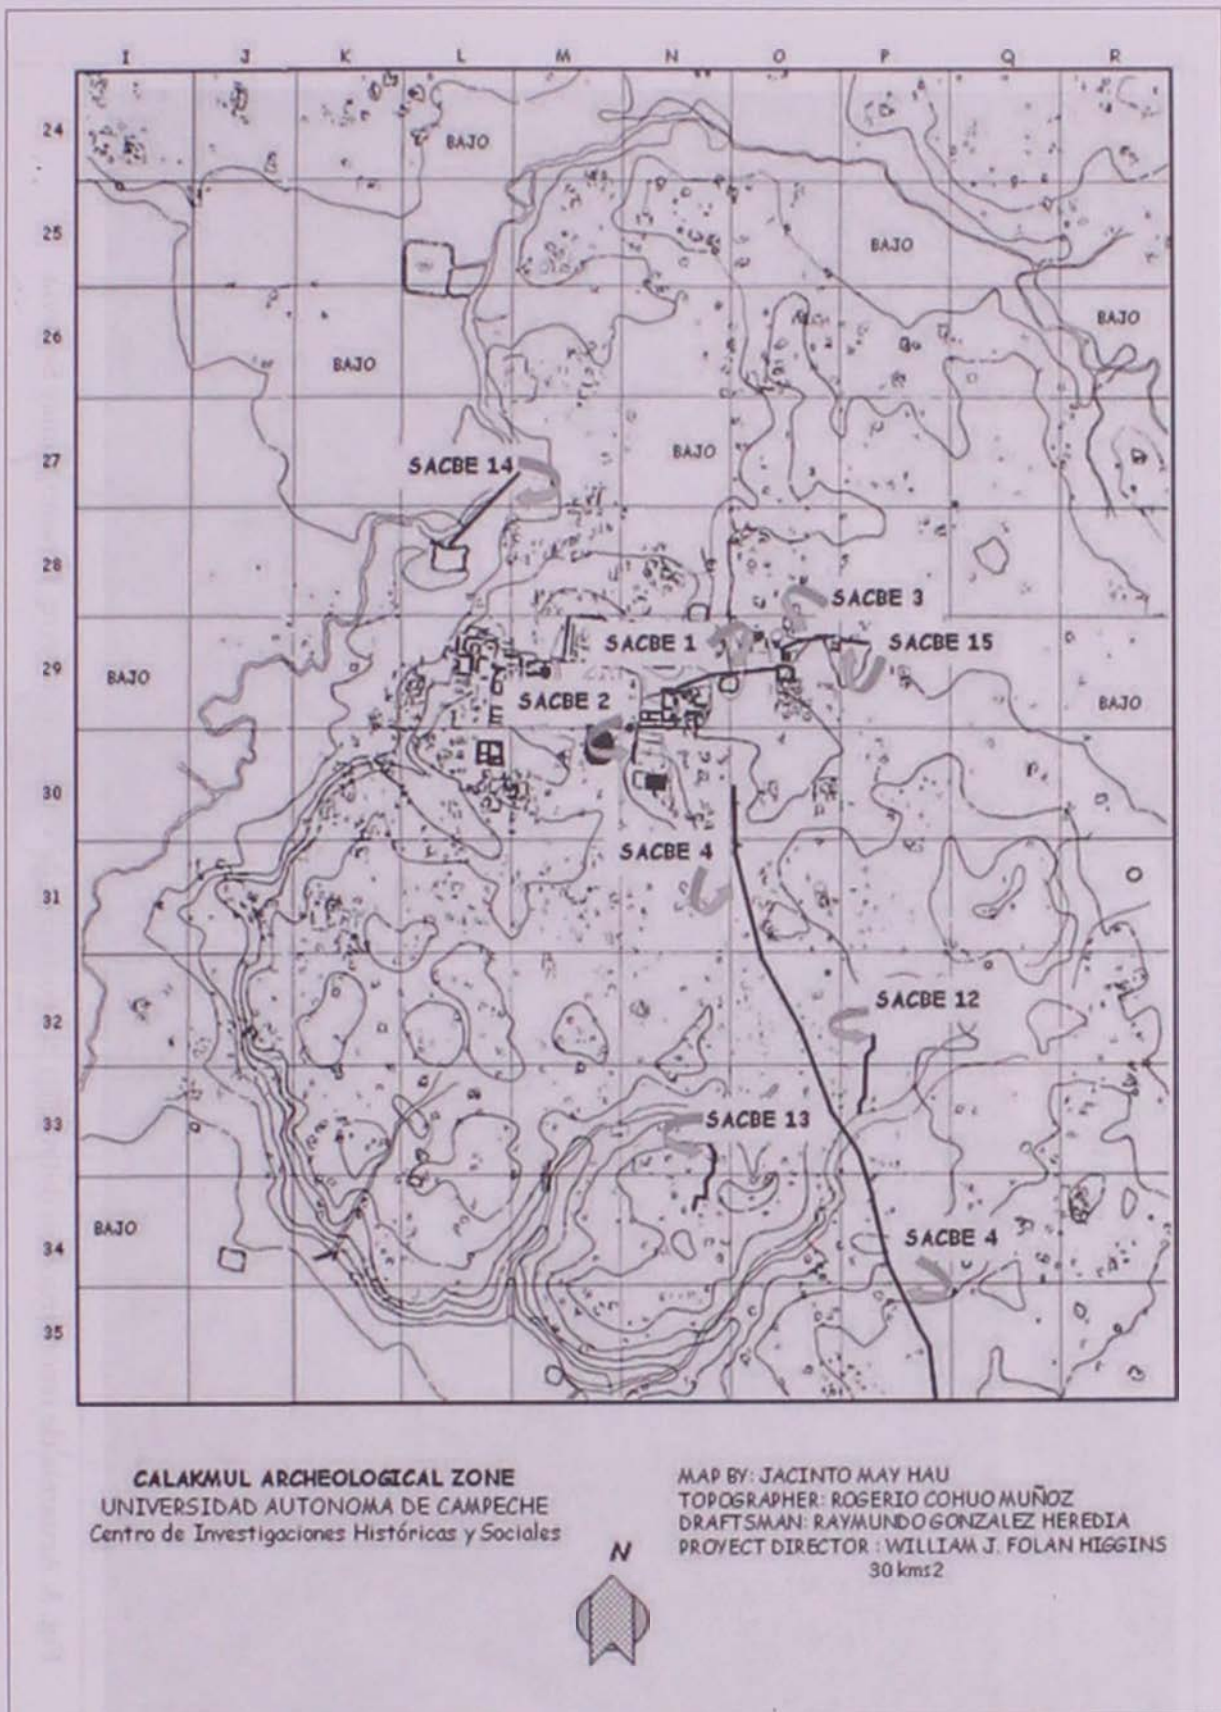 I J K L M N O P Q R
24
BAJO
25
BAJO
26
BAJO
BAJO
27
SACBE 14
BAJO
28
SACBE 3
SACBE 1
SACBE 15
29
BAJO
SACBE 2
BAJO
30
SACBE 4
31
SACBE 12
32
33
SACBE 13
BAJO
34
SACBE 4
35
CALAKMUL ARCHEOLOGICAL ZONE
UNIVERSIDAD AUTONOMA DE CAMPECHE
Centro de Investigaciones Históricas y Sociales
MAP BY: JACINTO MAY HAU
TOPOGRAPHER: ROGERIO COHUO MUÑOZ
DRAFTSMAN: RAYMUNDO GONZALEZ HEREDIA
PROYECT DIRECTOR : WILLIAM J. FOLAN HIGGINS
30 kms2
N